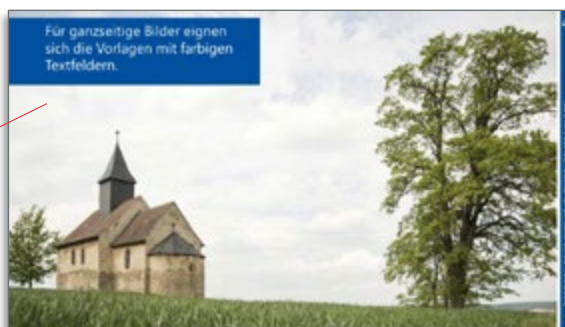 Für ganzseitige Bilder eignen
sich die Vorlagen mit farbigen
Textfeldern.